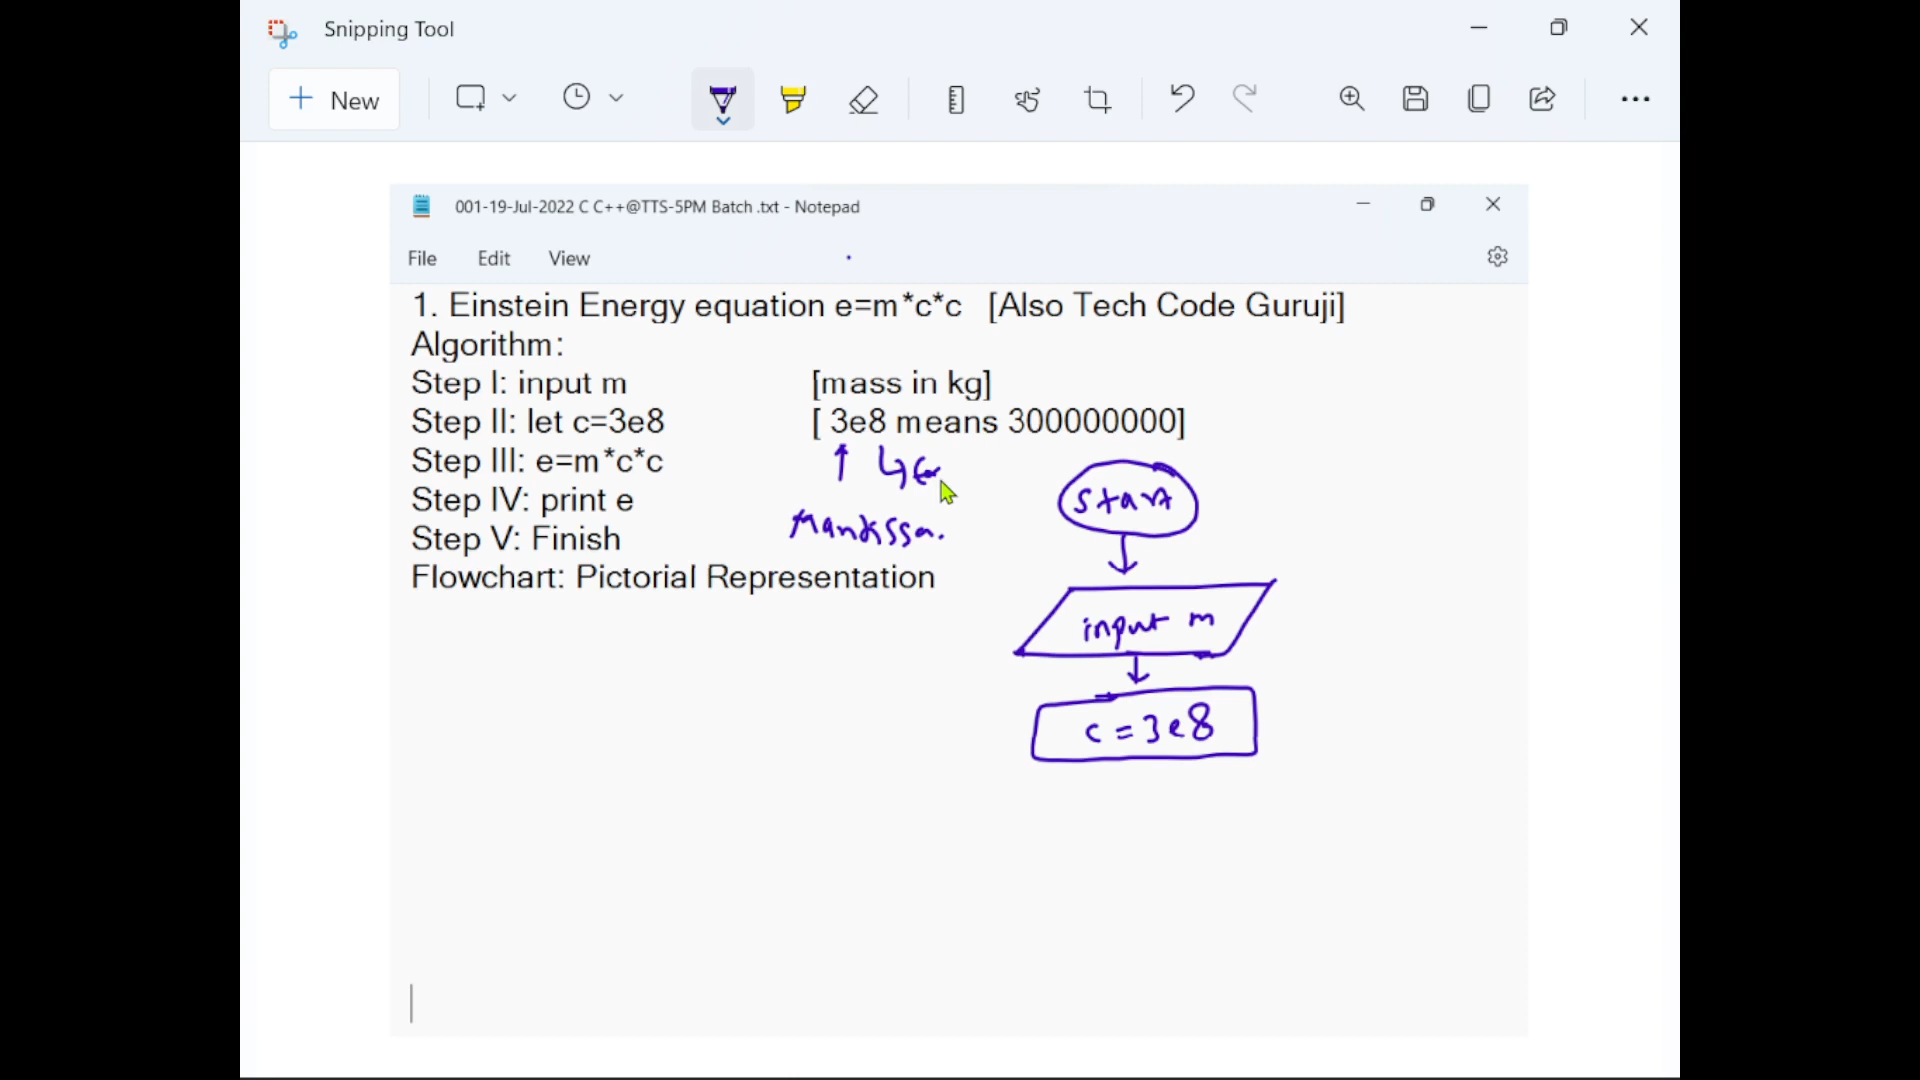 Snipping Tool
New
001-19-Jul-2022 C C++@TTS-5PM Batch .txt - Notepad
File Edit View
1. Einstein Energy equation e=m*c*c [Also Tech Code Guruji]
Algorithm:
Step I: input m [mass in kg]
Step II: let c=3e8 [ 3e8 means 300000000]
Step III: e=m*c*c
Step IV: print e
Step V: Finish
Flowchart: Pictorial Representation
Mantissa.
Start
input m
c = 3e8